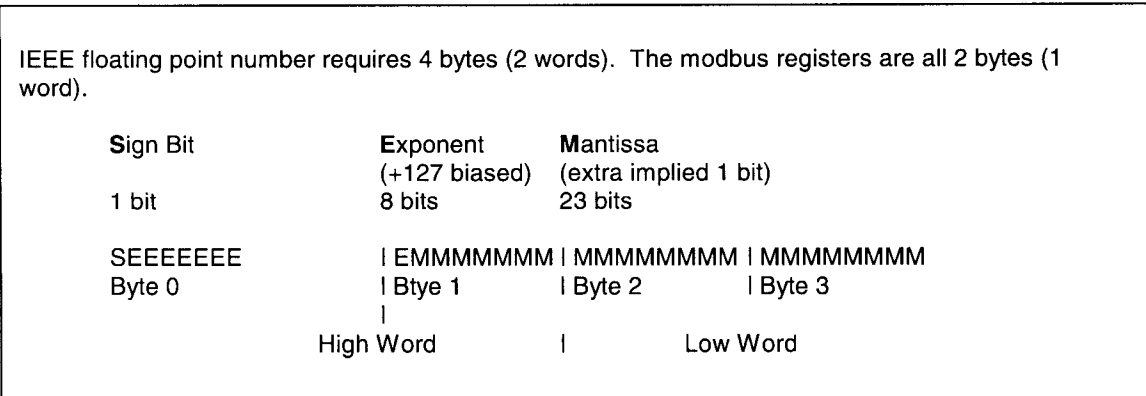 IEEE floating point number requires 4 bytes (2 words). The modbus registers are all 2 bytes (1
word).
Sign Bit Exponent Mantissa
(+127 biased) (extra implied 1 bit)
1 bit 8 bits 23 bits
SEEEEEEE | EMMMMMMM | MMMMMMMM | MMMMMMMM
Byte 0 | Btye 1 | Byte 2 | Byte 3
|
High Word | Low Word